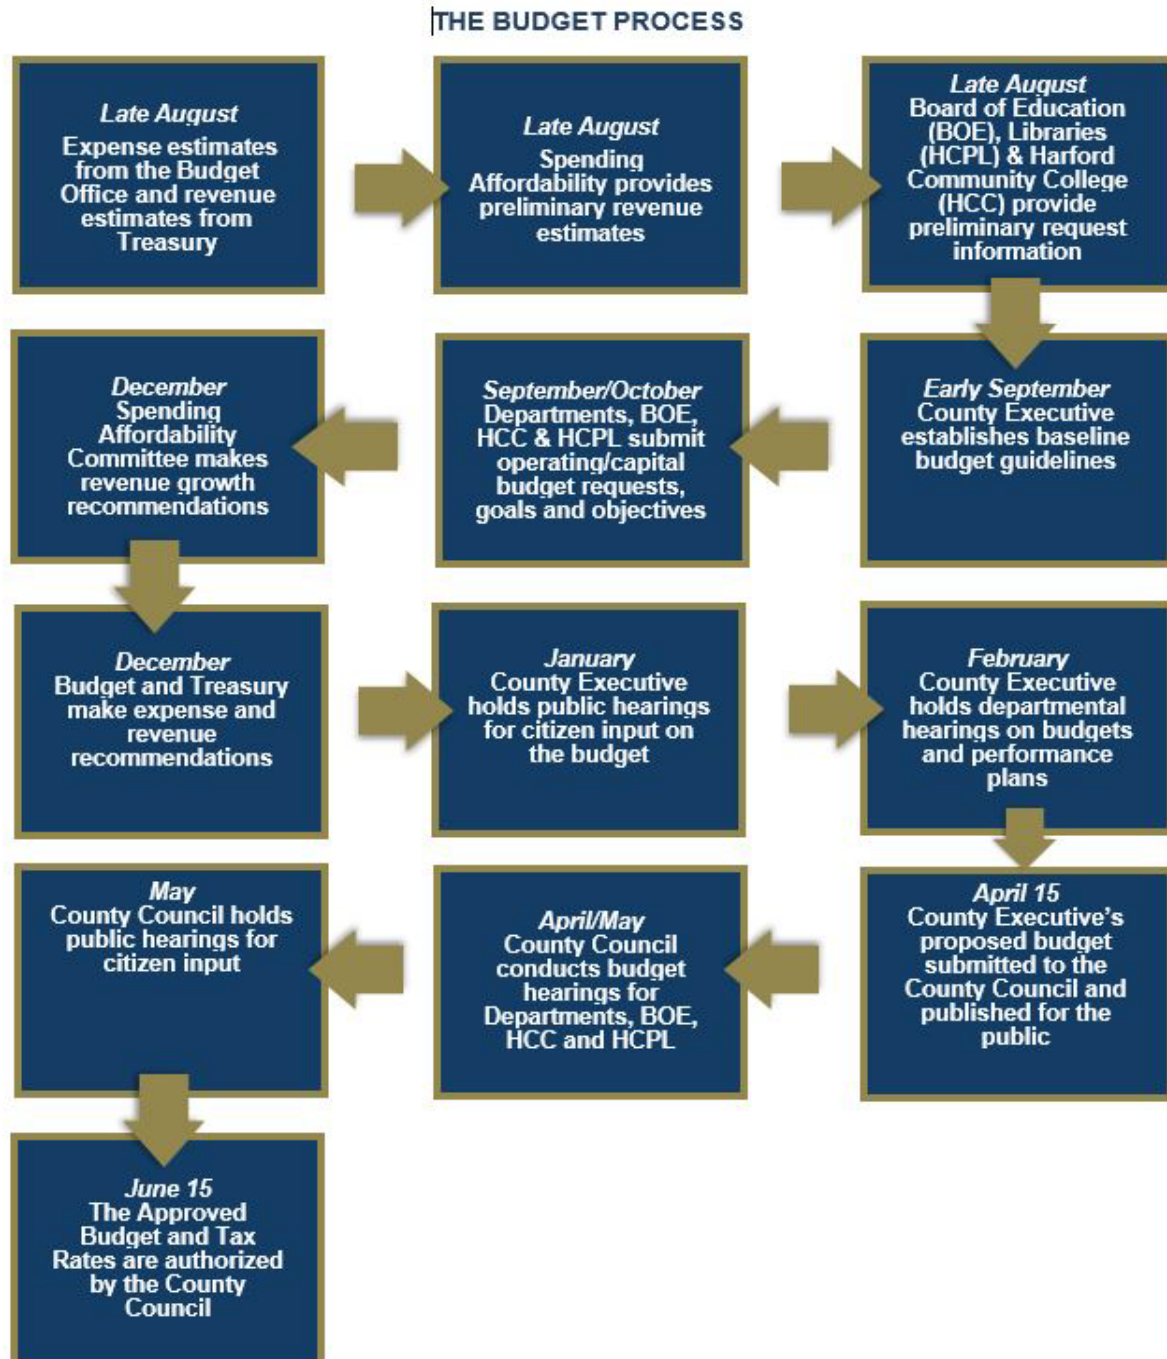 THE BUDGET PROCESS
Late August
Expense estimates
from the Budget
Office and revenue
estimates from
Treasury
Late August
Spending
Affordability provides
preliminary revenue
estimates
Late August
Board of Education
(BOE), Libraries
(HCPL) & Harford
Community College
(HCC) provide
preliminary request
information
Early September
County Executive
establishes baseline
budget guidelines
September/October
Departments, BOE,
HCC & HCPL submit
operating/capital
budget requests,
goals and objectives
December
Spending
Affordability
Committee makes
revenue growth
recommendations
December
Budget and Treasury
make expense and
revenue
recommendations
January
County Executive
holds public hearings
for citizen input on
the budget
February
County Executive
holds departmental
hearings on budgets
and performance
plans
April 15
County Executive's
proposed budget
submitted to the
County Council and
published for the
public
April/May
County Council
conducts budget
hearings for
Departments, BOE,
HCC and HCPL
May
County Council holds
public hearings for
citizen input
June 15
The Approved
Budget and Tax
Rates are authorized
by the County
Council